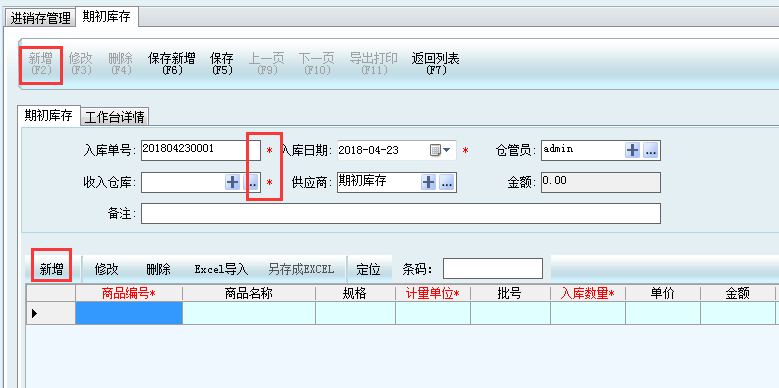 进销存管理 期初库存
新增 修改 删除 保存新增 保存 上一页 下一页 导出打印 返回列表
(F2) (F3) (F4) (F6) (F5) (F9) (F10) (F11) (F7)
期初库存 工作台详情
入库单号: 201804230001 * 入库日期: 2018-04-23 * 仓管员: admin ...
收入仓库: ... * 供应商: 期初库存 ... 金额: 0.00
备注:
新增 修改 删除 Excel导入 另存成EXCEL 定位 条码:
商品编号* 商品名称 规格 计量单位* 批号 入库数量* 单价 金额